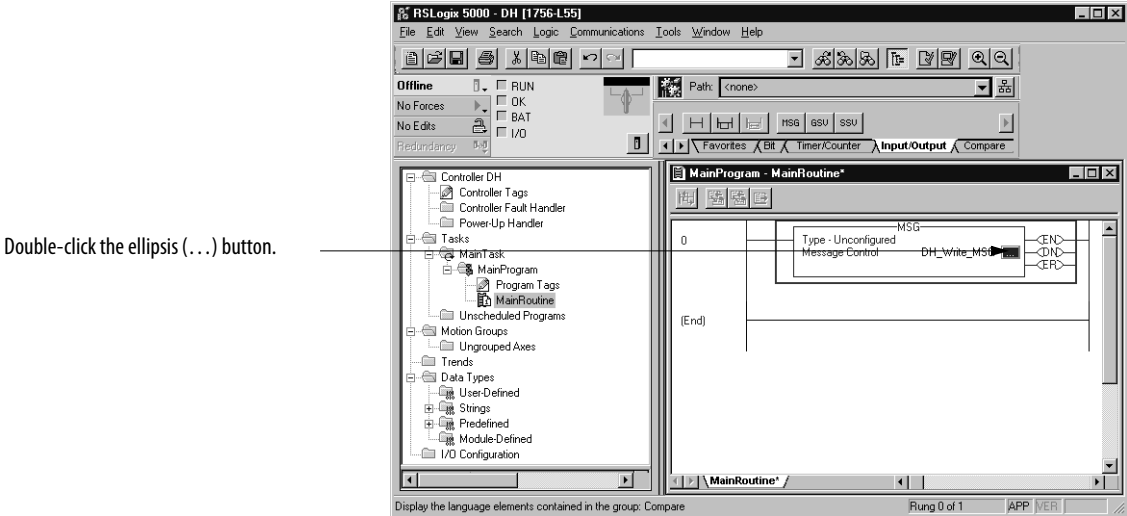 RSLogix 5000 - DH [1756-L55]
File Edit View Search Logic Communications Tools Window Help
Offline
RUN
No Forces
OK
No Edits
BAT
Redundancy
I/O
Path: <none>
MSG GSV SSV
Favorites Bit Timer/Counter Input/Output Compare
Controller DH
Controller Tags
Controller Fault Handler
Power-Up Handler
Tasks
MainTask
MainProgram
Program Tags
MainRoutine
Unscheduled Programs
Motion Groups
Ungrouped Axes
Trends
Data Types
User-Defined
Strings
Predefined
Module-Defined
I/O Configuration
Double-click the ellipsis (...) button.
MainProgram - MainRoutine*
0
MSG
Type - Unconfigured
Message Control DH_Write_MSG ...
EN
DN
ER
(End)
MainRoutine*
Display the language elements contained in the group: Compare
Rung 0 of 1
APP VER